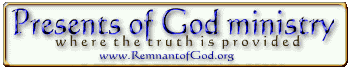 Presents of God ministry
where the truth is provided
www.RemnantofGod.org